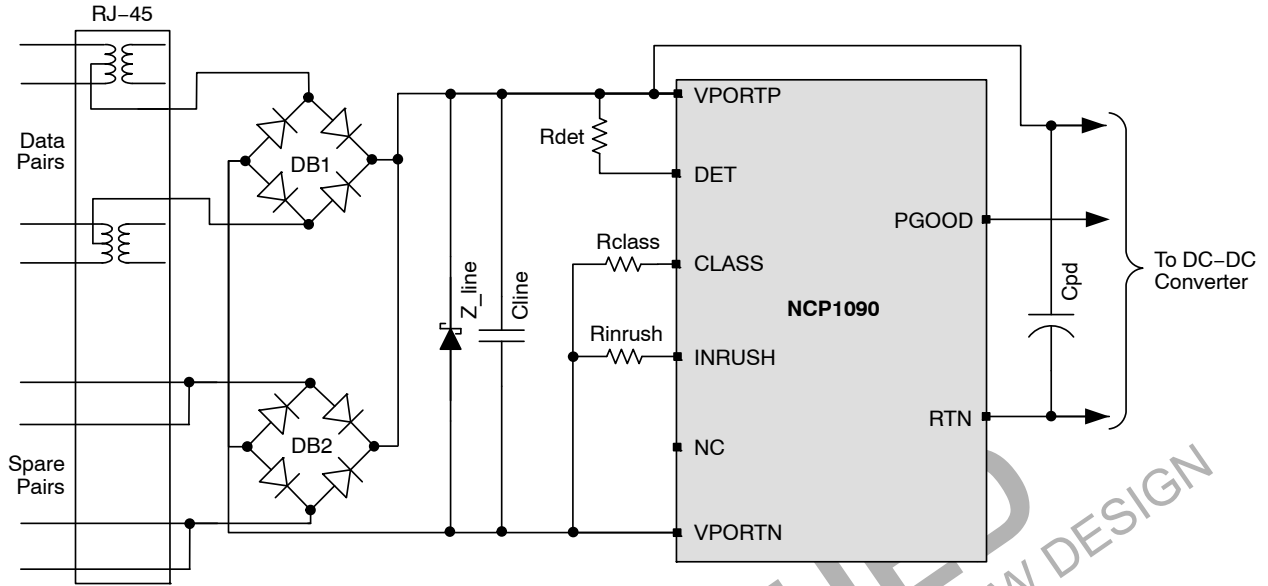 RJ−45
Data
Pairs
DB1
Rdet
VPORTP
DET
PGOOD
Rclass
CLASS
Z_line
Cline
NCP1090
Cpd
To DC−DC
Converter
Rinrush
INRUSH
RTN
DB2
NC
Spare
Pairs
VPORTN
W DESIGN